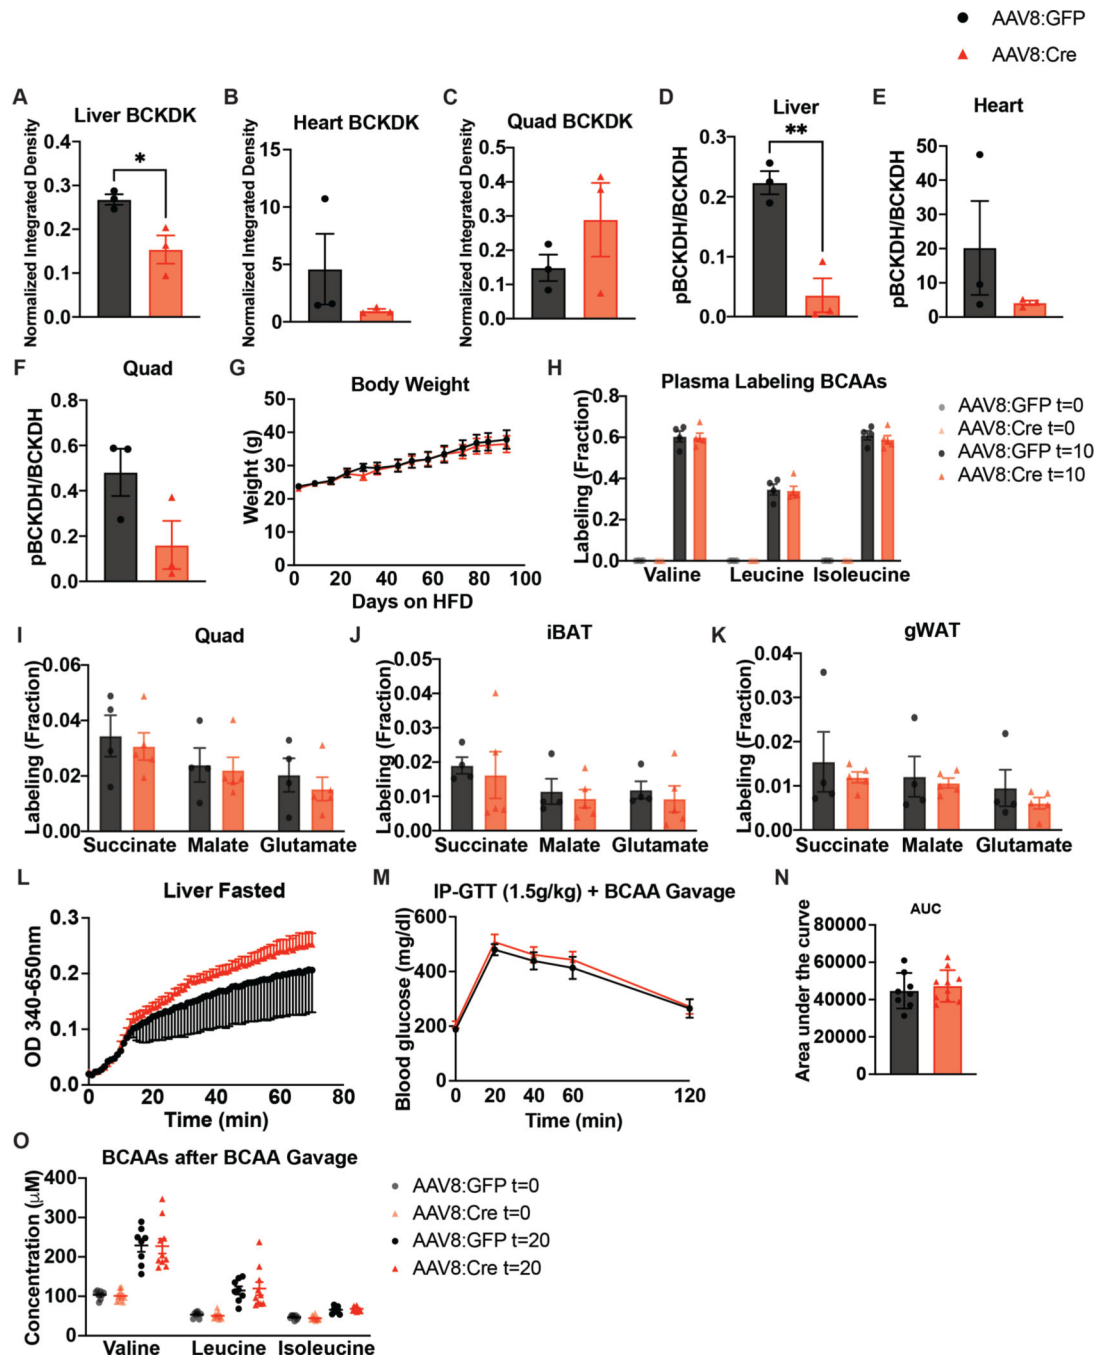 AAV8:GFP
AAV8:Cre
A
Liver BCKDK
Normalized Integrated Density
0.4
0.3
0.2
0.1
0.0
*
B
Heart BCKDK
Normalized Integrated Density
15
10
5
0
C
Quad BCKDK
Normalized Integrated Density
0.5
0.4
0.3
0.2
0.1
0.0
D
Liver
pBCKDH/BCKDH
0.3
0.2
0.1
0.0
**
E
Heart
pBCKDH/BCKDH
50
40
30
20
10
0
F
Quad
pBCKDH/BCKDH
0.8
0.6
0.4
0.2
0.0
G
Body Weight
Weight (g)
50
40
30
20
10
0
0 20 40 60 80 100
Days on HFD
H
Plasma Labeling BCAAs
Labeling (Fraction)
0.8
0.6
0.4
0.2
0.0
Valine Leucine Isoleucine
AAV8:GFP t=0
AAV8:Cre t=0
AAV8:GFP t=10
AAV8:Cre t=10
I
Quad
Labeling (Fraction)
0.06
0.04
0.02
0.00
Succinate Malate Glutamate
J
iBAT
Labeling (Fraction)
0.05
0.04
0.03
0.02
0.01
0.00
Succinate Malate Glutamate
K
gWAT
Labeling (Fraction)
0.04
0.03
0.02
0.01
0.00
Succinate Malate Glutamate
L
Liver Fasted
OD 340-650nm
0.3
0.2
0.1
0.0
0 20 40 60 80
Time (min)
M
IP-GTT (1.5g/kg) + BCAA Gavage
Blood glucose (mg/dl)
600
400
200
0
0 20 40 60 120
Time (min)
N
AUC
Area under the curve
80000
60000
40000
20000
0
O
BCAAs after BCAA Gavage
Concentration (μM)
400
300
200
100
0
Valine Leucine Isoleucine
AAV8:GFP t=0
AAV8:Cre t=0
AAV8:GFP t=20
AAV8:Cre t=20